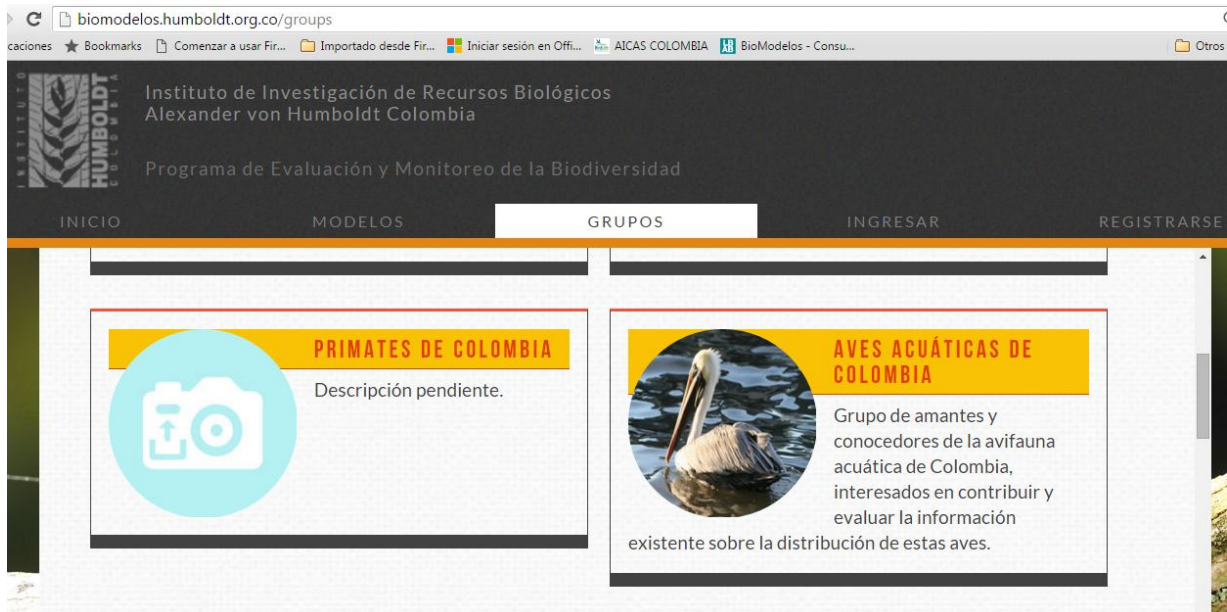 biomodelos.humboldt.org.co/groups
caciones Bookmarks Comenzar a usar Fir... Importado desde Fir... Iniciar sesión en Offi... AICAS COLOMBIA BioModelos - Consu... Otros
INSTITUTO
HUMBOLDT
COLOMBIA
Instituto de Investigación de Recursos Biológicos
Alexander von Humboldt Colombia
Programa de Evaluación y Monitoreo de la Biodiversidad
INICIO MODELOS GRUPOS INGRESAR REGISTRARSE
PRIMATES DE COLOMBIA
Descripción pendiente.
AVES ACUÁTICAS DE
COLOMBIA
Grupo de amantes y
conocedores de la avifauna
acuática de Colombia,
interesados en contribuir y
evaluar la información
existente sobre la distribución de estas aves.